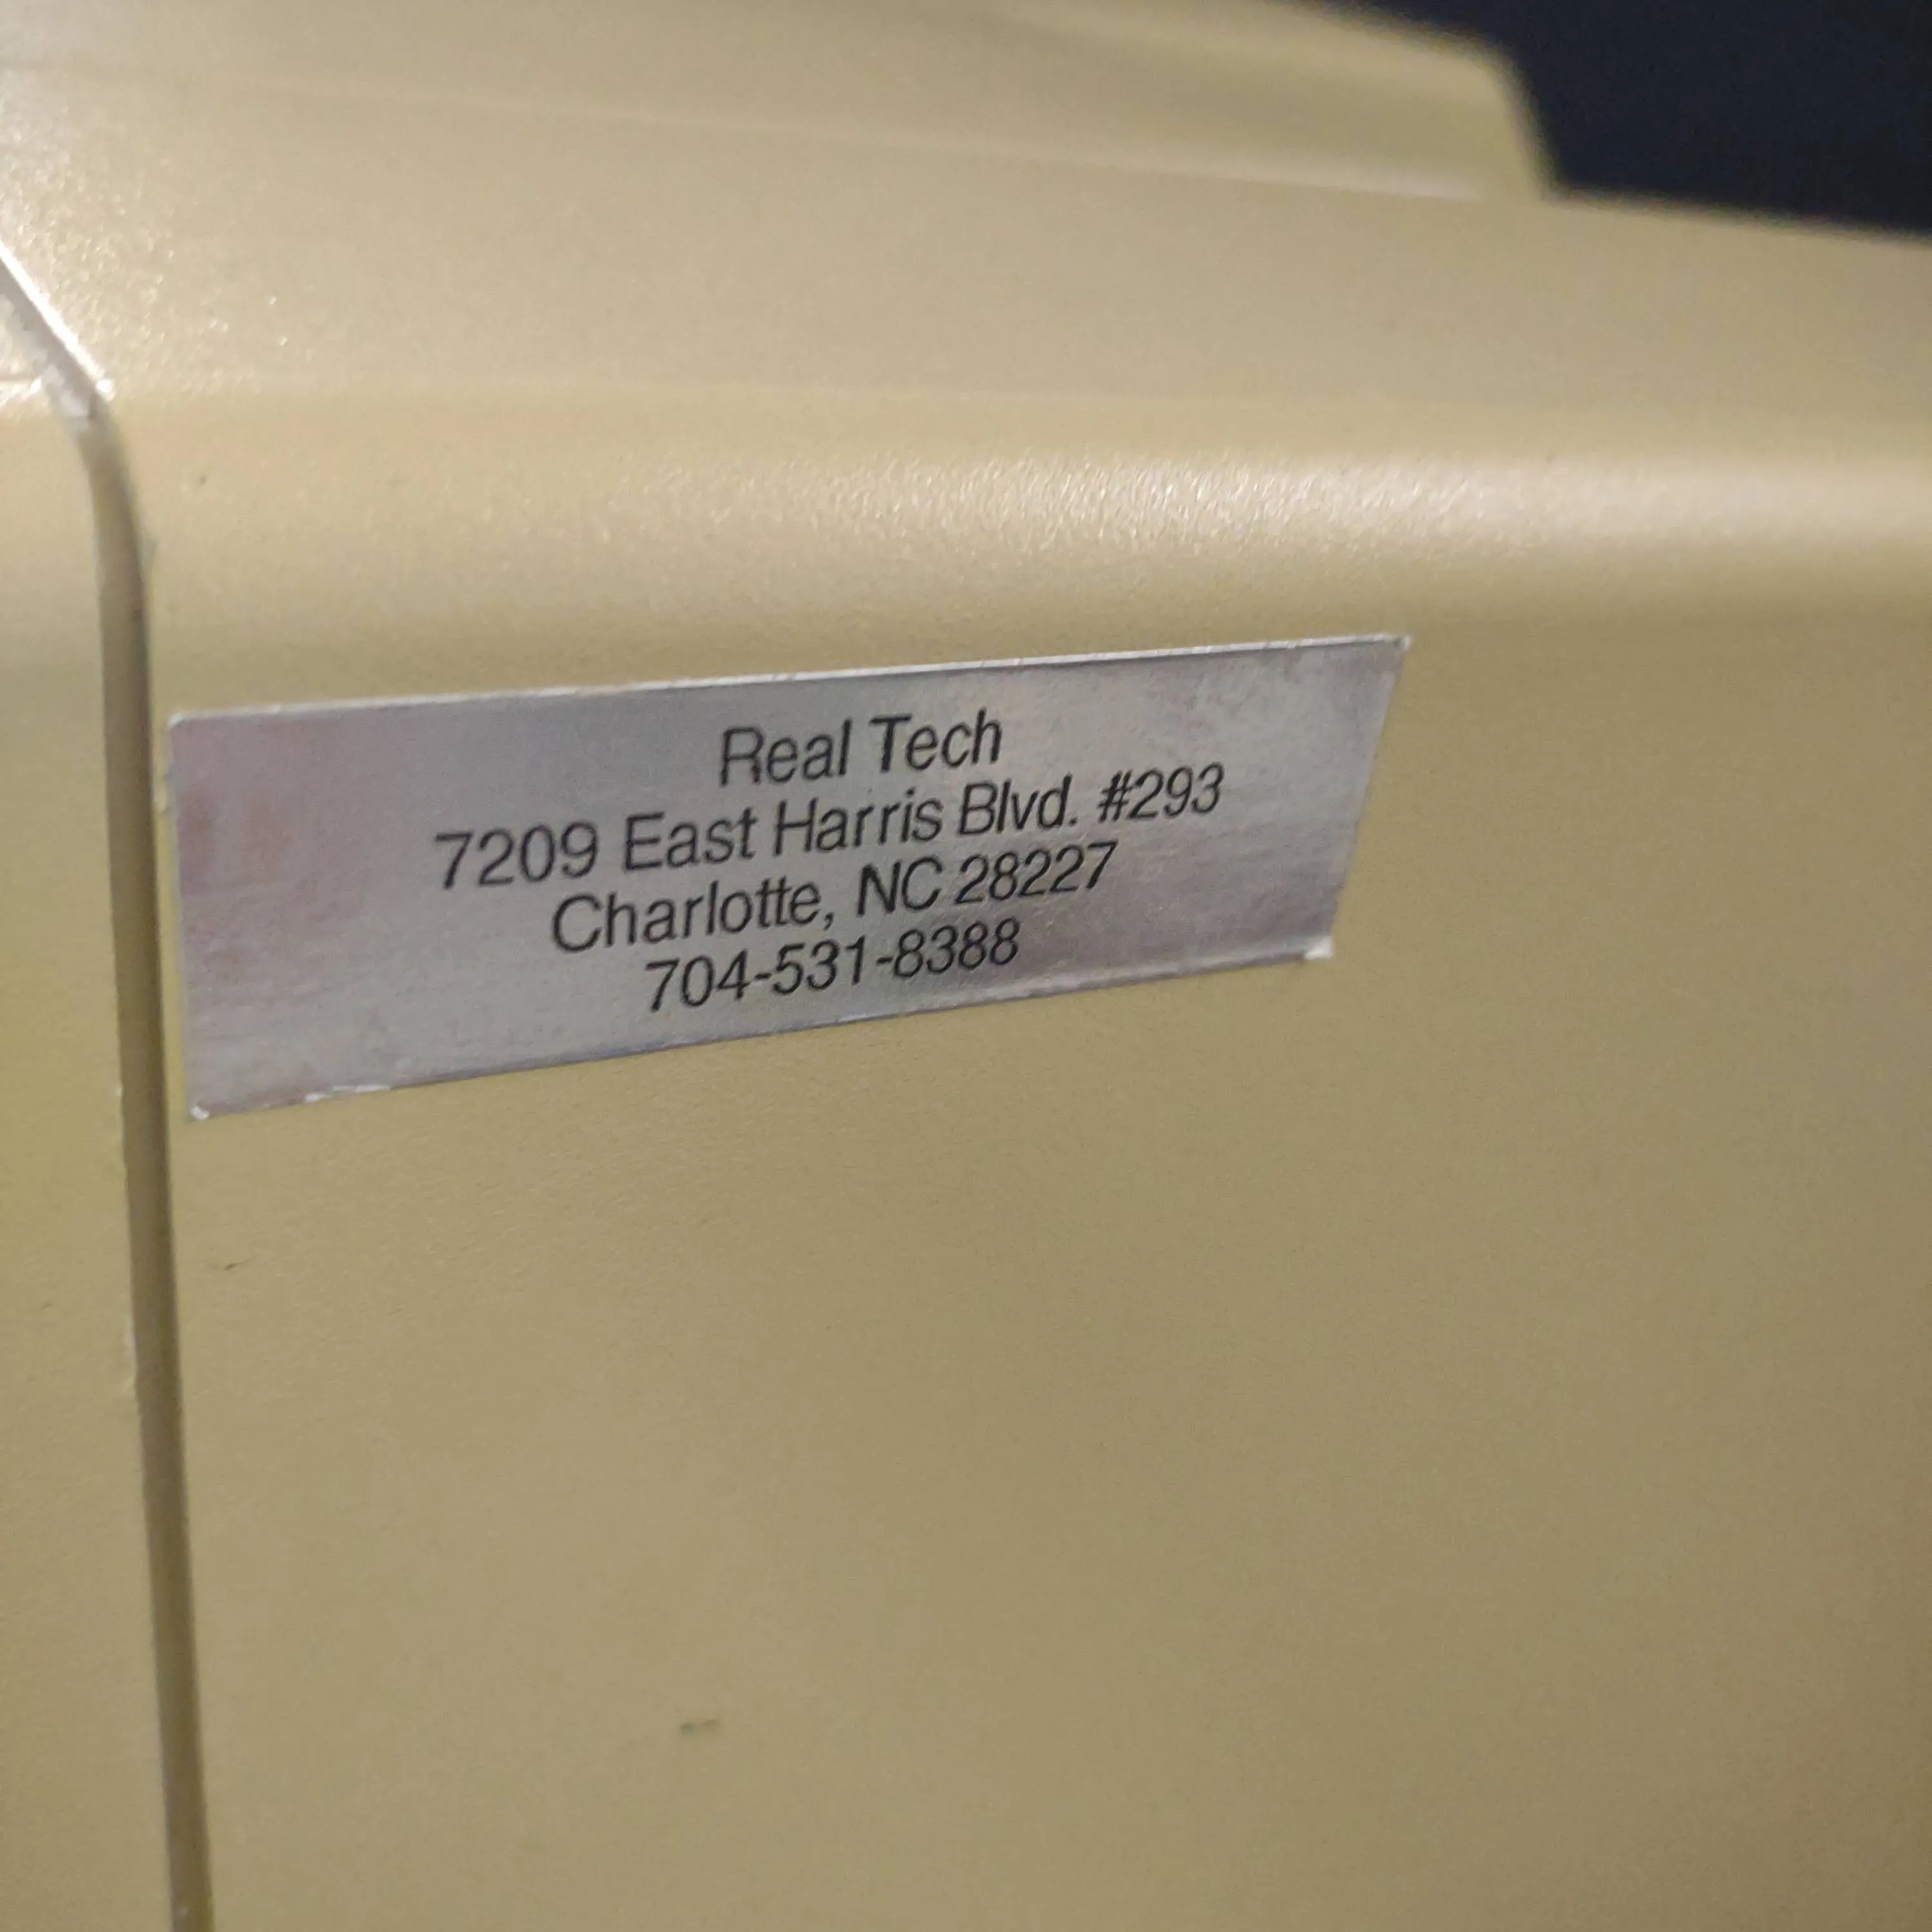 Real Tech
7209 East Harris Blvd. #293
Charlotte, NC 28227
704-531-8388